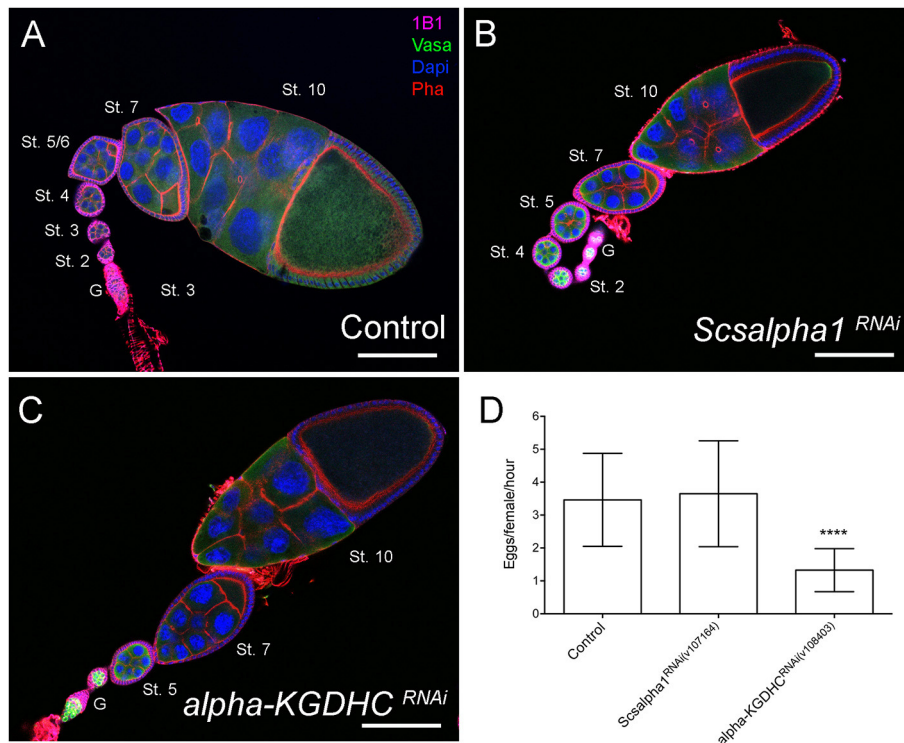 A
1B1
Vasa
Dapi
Pha
St. 10
St. 7
St. 5/6
St. 4
St. 3
St. 2
G
St. 3
Control
B
St. 10
St. 7
St. 5
St. 4
G
St. 2
Scsalpha1 RNAi
C
St. 10
St. 7
St. 5
G
alpha-KGDHC RNAi
D
Eggs/female/hour
6
5
4
3
2
1
0
****
Control
Scsalpha1RNAi(v107164)
alpha-KGDHCRNAi(v108403)